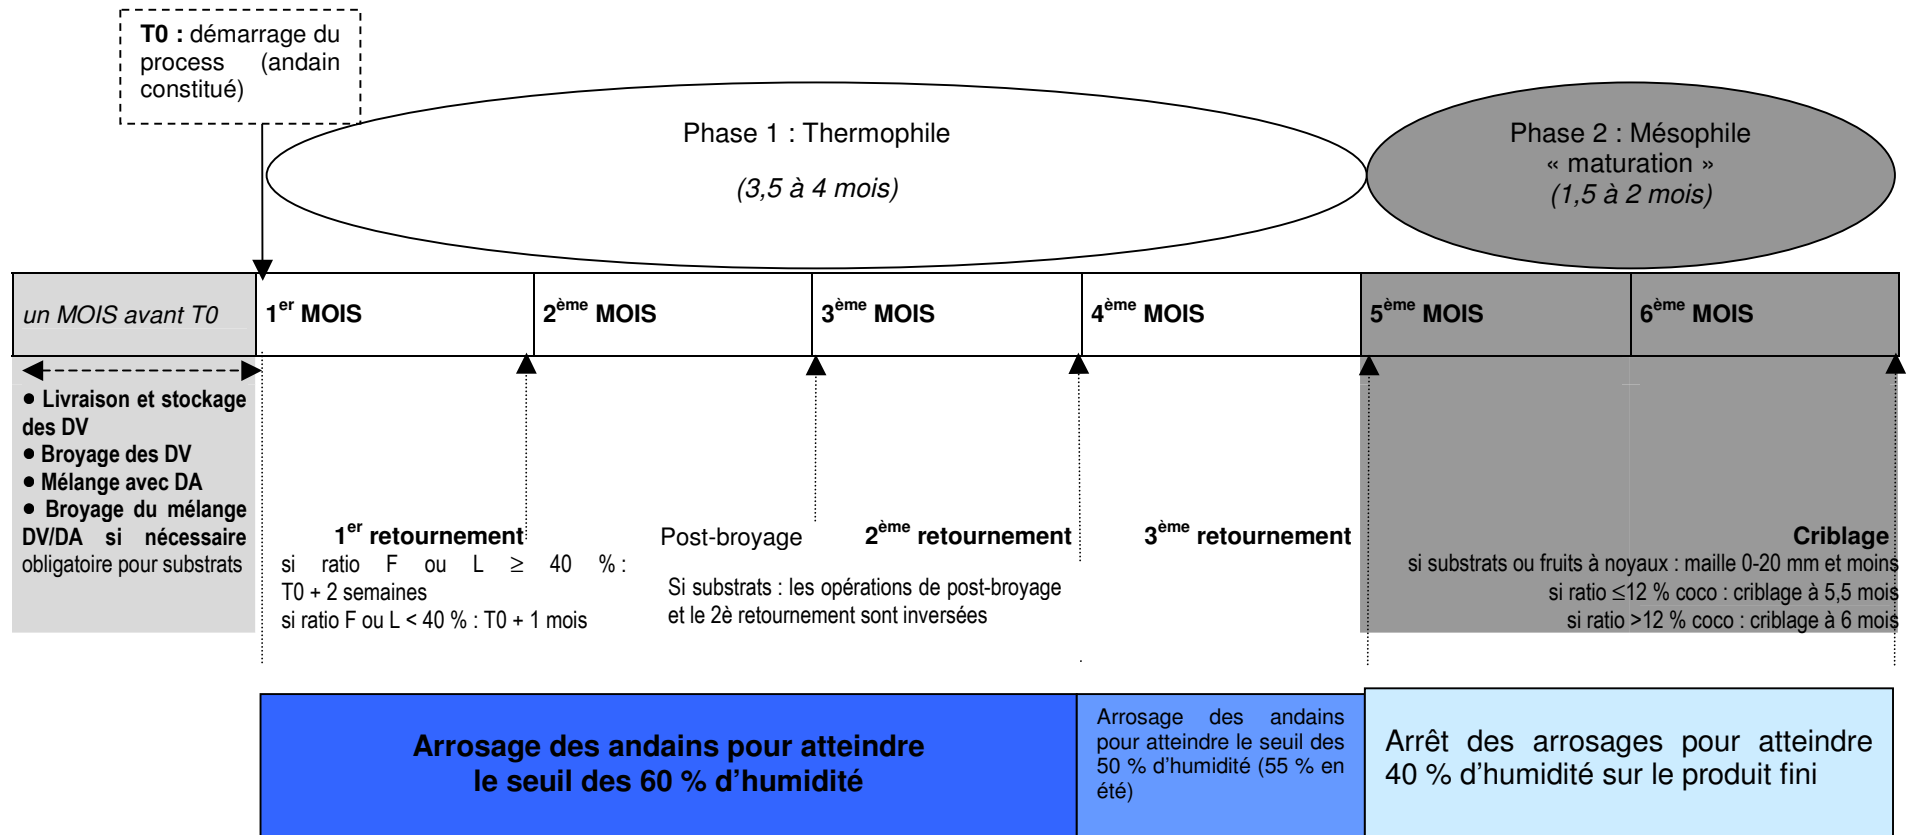 T0 : démarrage du
process (andain
constitué)
Phase 1 : Thermophile
(3,5 à 4 mois)
Phase 2 : Mésophile
« maturation »
(1,5 à 2 mois)
un MOIS avant T0
1er MOIS
2ème MOIS
3ème MOIS
4ème MOIS
5ème MOIS
6ème MOIS
● Livraison et stockage
des DV
● Broyage des DV
● Mélange avec DA
● Broyage du mélange
DV/DA si nécessaire
obligatoire pour substrats
1er retournement
si ratio F ou L ≥ 40 % :
T0 + 2 semaines
si ratio F ou L < 40 % : T0 + 1 mois
Post-broyage
2ème retournement
Si substrats : les opérations de post-broyage
et le 2è retournement sont inversées
3ème retournement
Criblage
si substrats ou fruits à noyaux : maille 0-20 mm et moins
si ratio ≤12 % coco : criblage à 5,5 mois
si ratio >12 % coco : criblage à 6 mois
Arrosage des andains pour atteindre
le seuil des 60 % d'humidité
Arrosage des andains
pour atteindre le seuil des
50 % d'humidité (55 % en
été)
Arrêt des arrosages pour atteindre
40 % d'humidité sur le produit fini